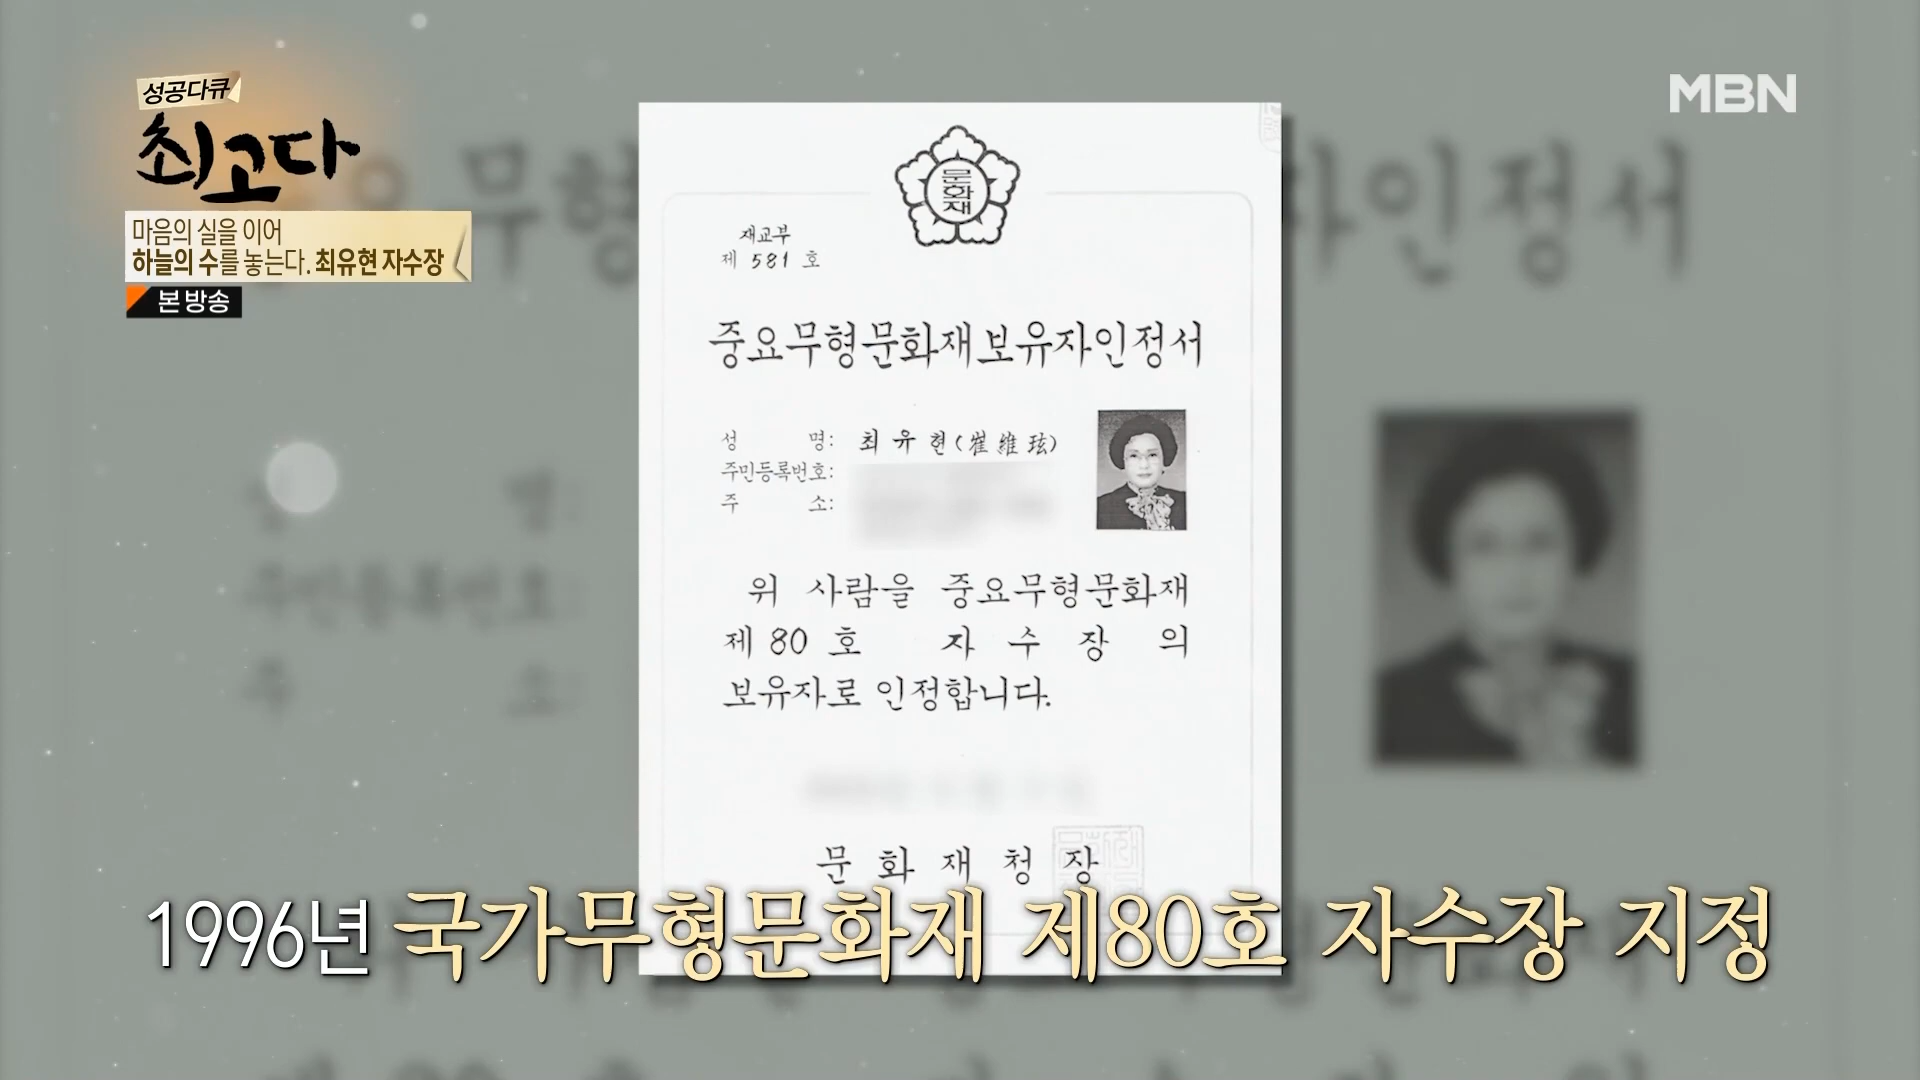 성공다큐
최고다
마음의 실을 이어
하늘의 수를 놓는다. 최유현 자수장
본 방송
MBN
문화재
재교부
제 581 호
중요무형문화재보유자인정서
성 명: 최 유 현 (崔 維 玹)
주민등록번호:
주 소:
위 사람을 중요무형문화재
제 80 호 자 수 장 의
보유자로 인정합니다.
문 화 재 청 장
1996년 국가무형문화재 제80호 자수장 지정